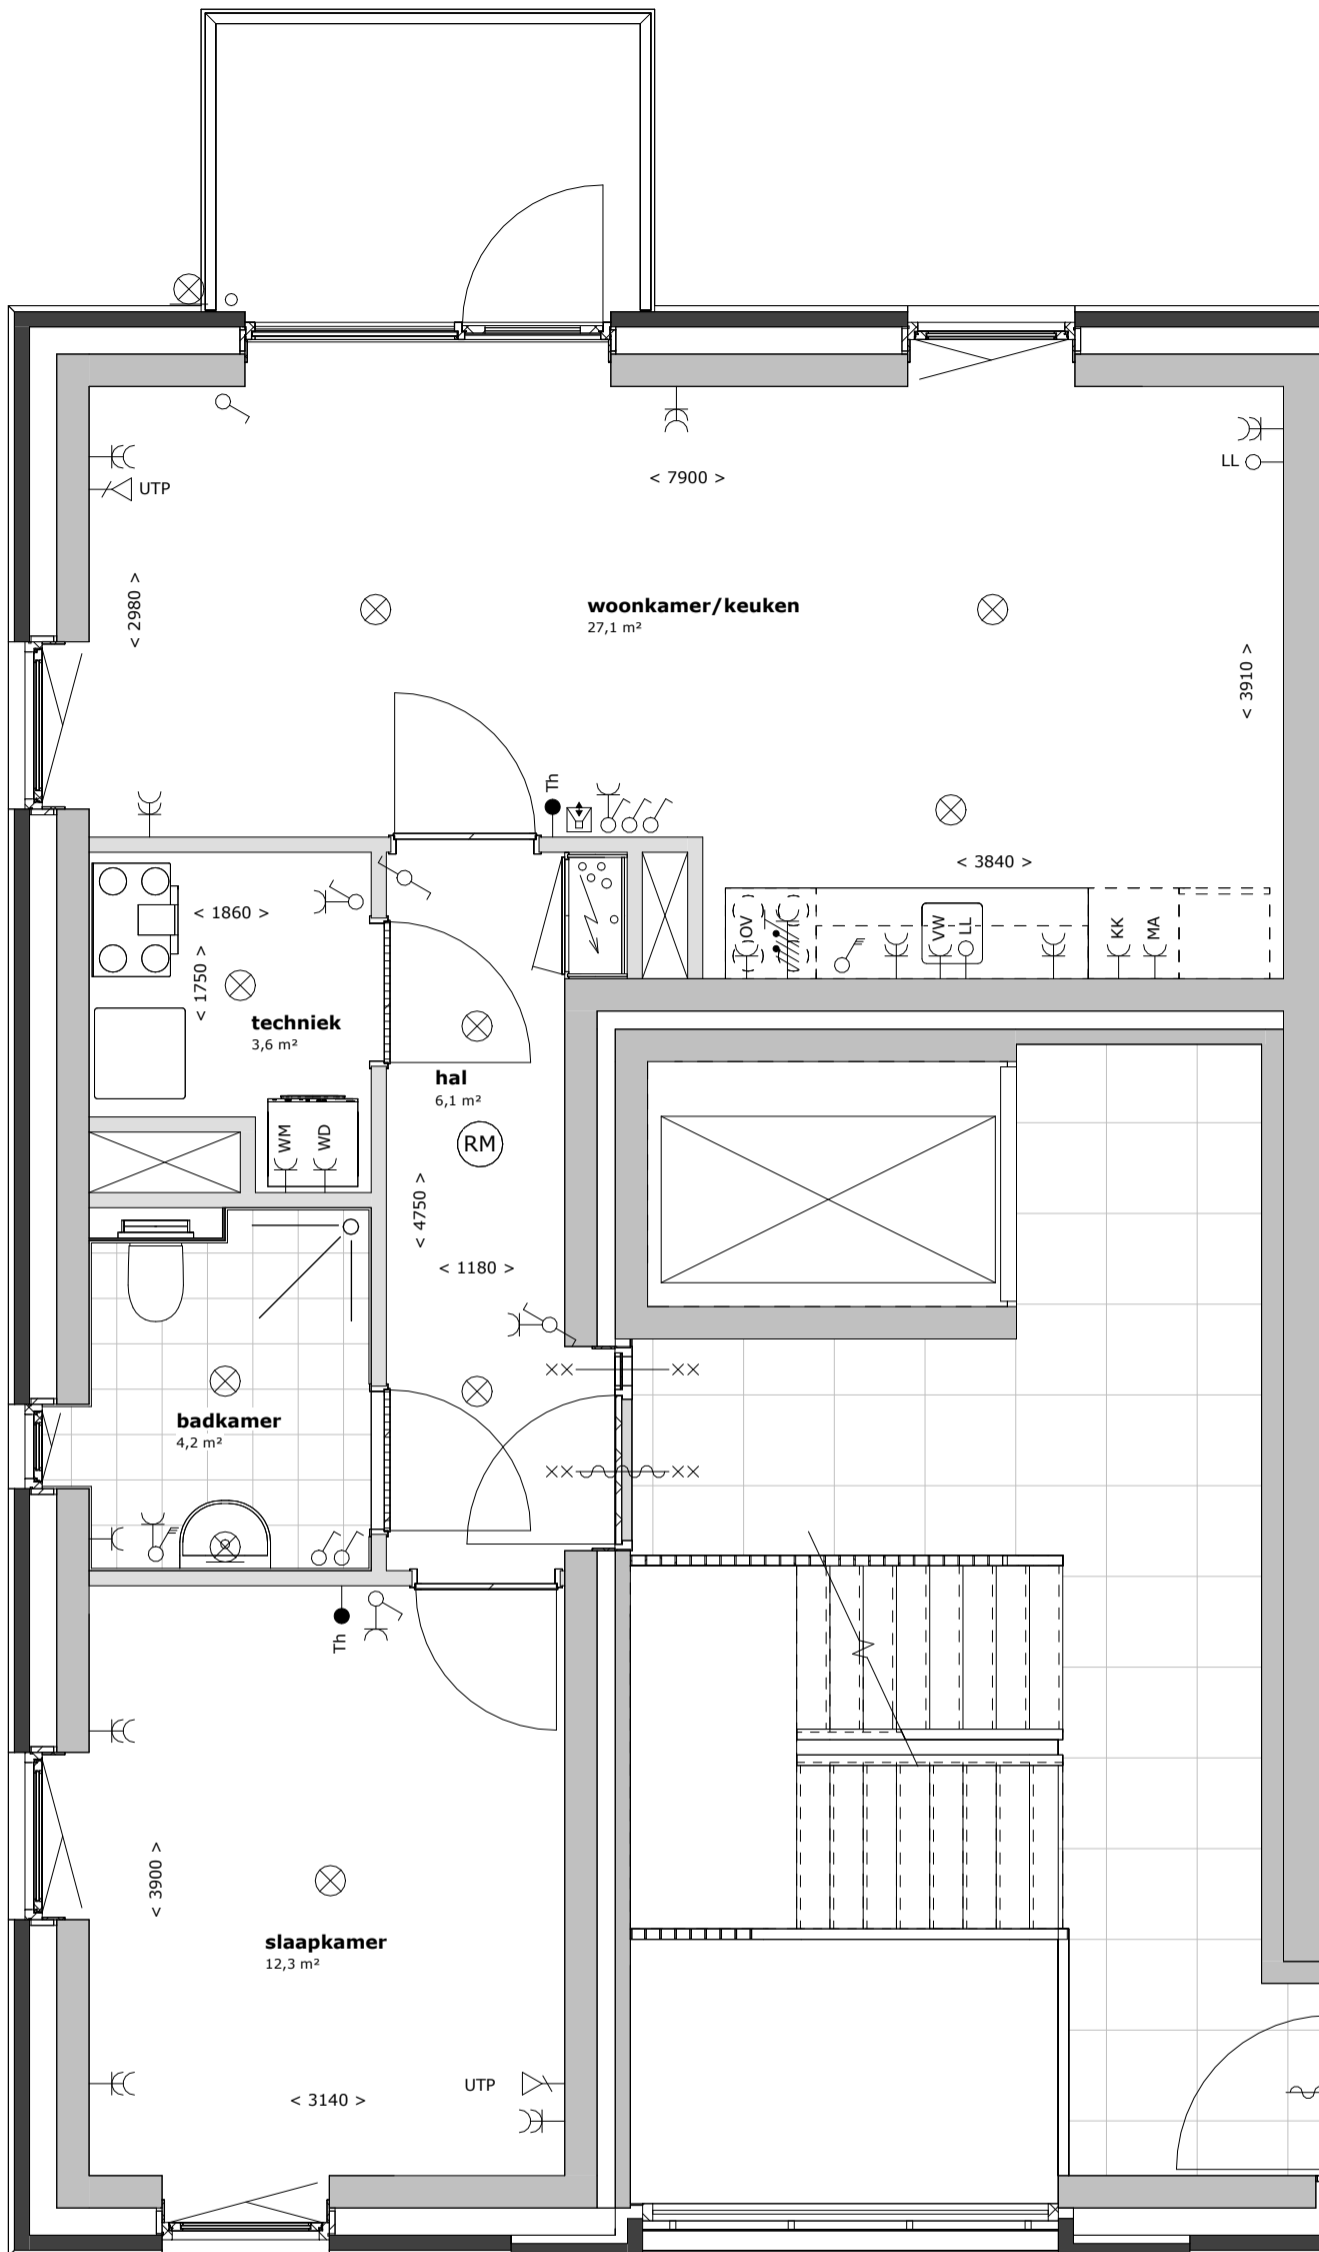 UTP
< 7900 >
LL
< 2980 >
woonkamer/keuken
27,1 m²
< 3910 >
Th
< 3840 >
< 1860 >
OV
VW
LL
KK
MA
< 1750 >
techniek
3,6 m²
hal
6,1 m²
WM
WD
RM
< 4750 >
< 1180 >
×× ××
badkamer
4,2 m²
×× ××
Th
< 3900 >
slaapkamer
12,3 m²
UTP
< 3140 >